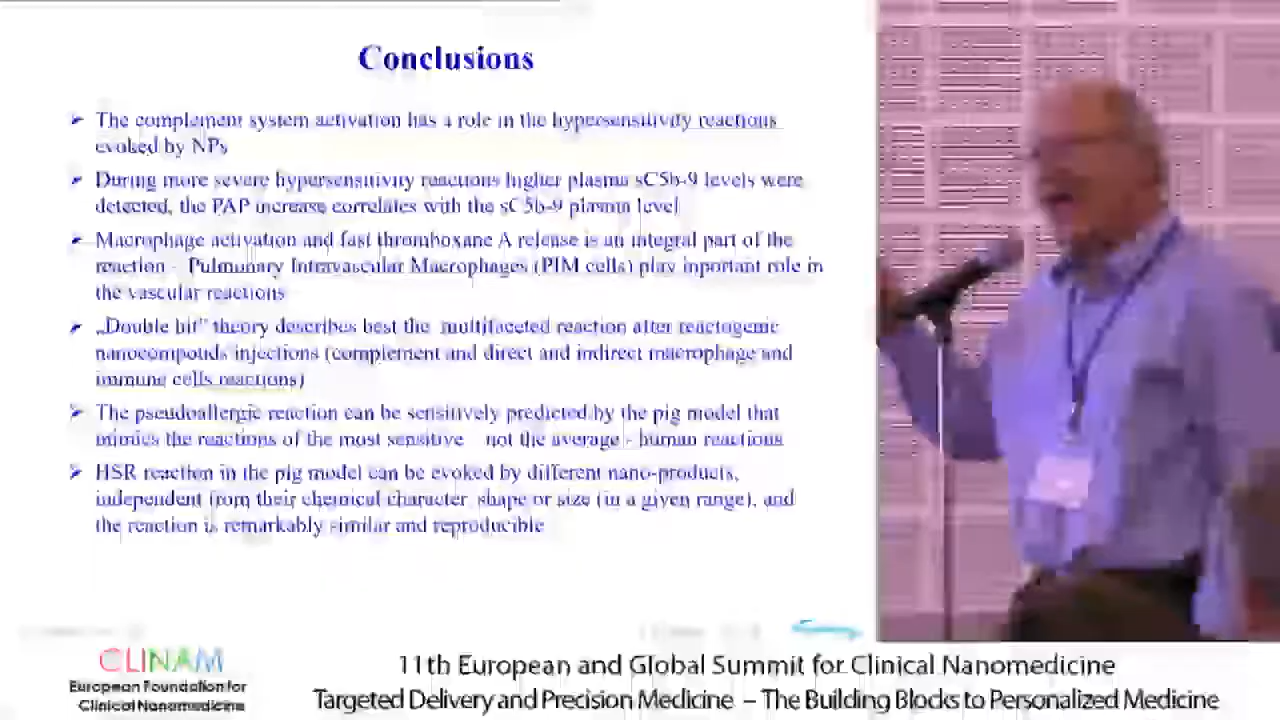 Conclusions
➤ The complement system activation has a role in the hypersensitivity reactions
evoked by NPs
➤ During more severe hypersensitivity reactions higher plasma sC5b-9 levels were
detected, the PAP increase correlates with the sC5b-9 plasma level
➤ Macrophage activation and fast thromboxane A release is an integral part of the
reaction - Pulmonary Intravascular Macrophages (PIM cells) play important role in
the vascular reactions
➤ „Double hit" theory describes best the multifaceted reaction after reactogenic
nanocompouds injections (complement and direct and indirect macrophage and
immune cells reactions)
➤ The pseudoallergic reaction can be sensitively predicted by the pig model that
mimics the reactions of the most sensitive - not the average - human reactions
➤ HSR reaction in the pig model can be evoked by different nano-products,
independent from their chemical character, shape or size (in a given range), and
the reaction is remarkably similar and reproducible
CLINAM
European Foundation for
Clinical Nanomedicine
11th European and Global Summit for Clinical Nanomedicine
Targeted Delivery and Precision Medicine – The Building Blocks to Personalized Medicine